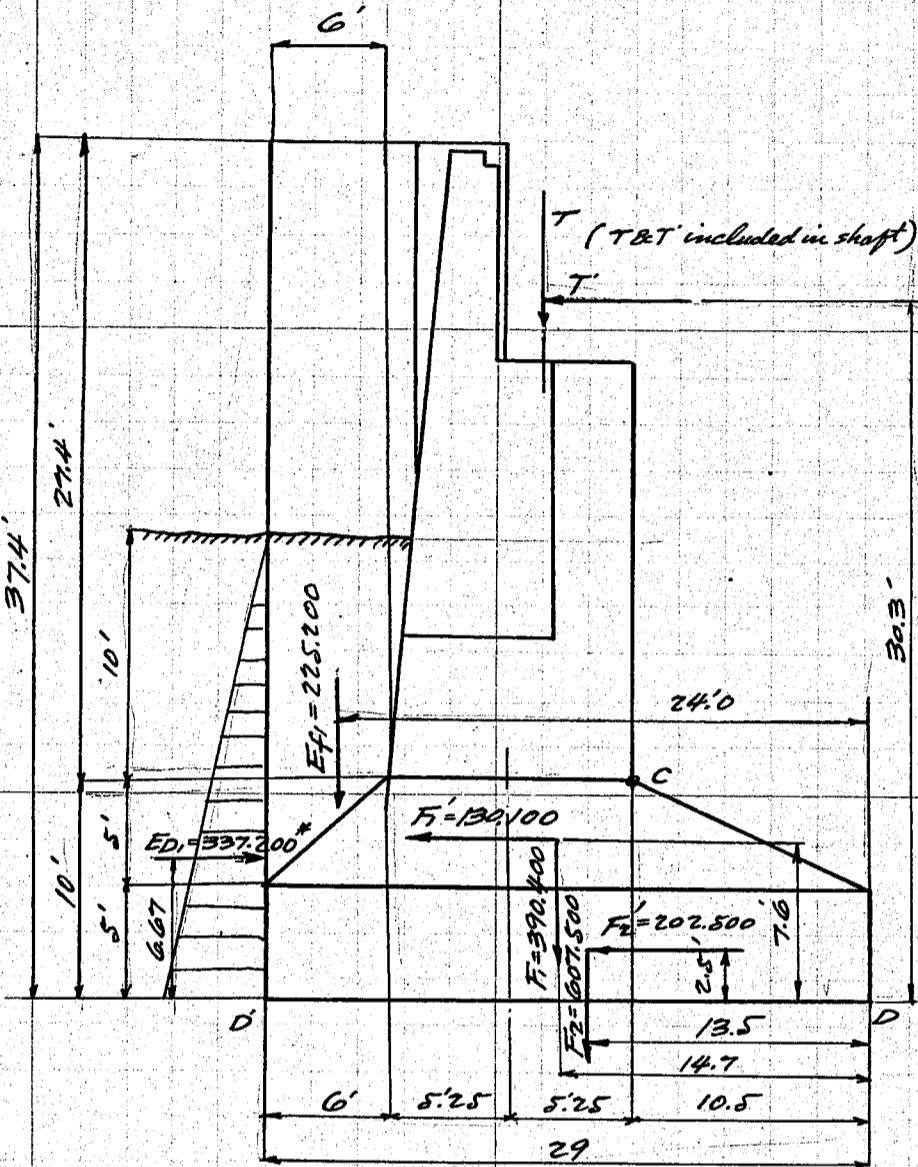 6'
T
(T&T' included in shaft)
T'
37.4'
27.4'
10'
30.3'
Ef₁=225.200
24.'0
C
F₁'=130.100
E_D₁=337.200*
10'
5'
5'
6.67
F₁=390.400
F₂=607.500
F₂'=202.500
7.6'
2.5'
D'
D
13.5
14.7
6'
5.'25
5.'25
10.5
29